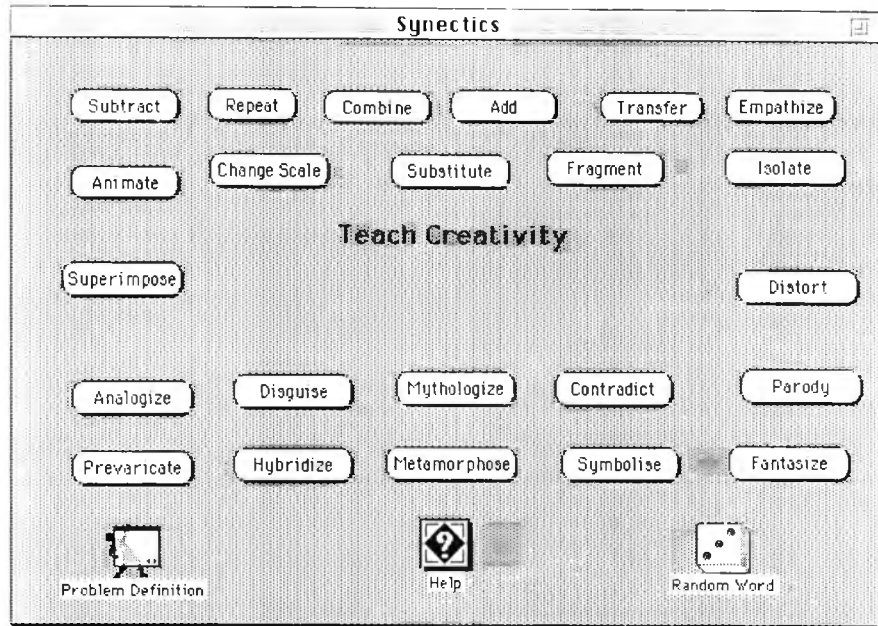 Synectics
Subtract Repeat Combine Add Transfer Empathize
Animate Change Scale Substitute Fragment Isolate
Teach Creativity
Superimpose Distort
Analogize Disguise Mythologize Contradict Parody
Prevaricate Hybridize Metamorphose Symbolise Fantasize
?
Problem Definition Help Random Word